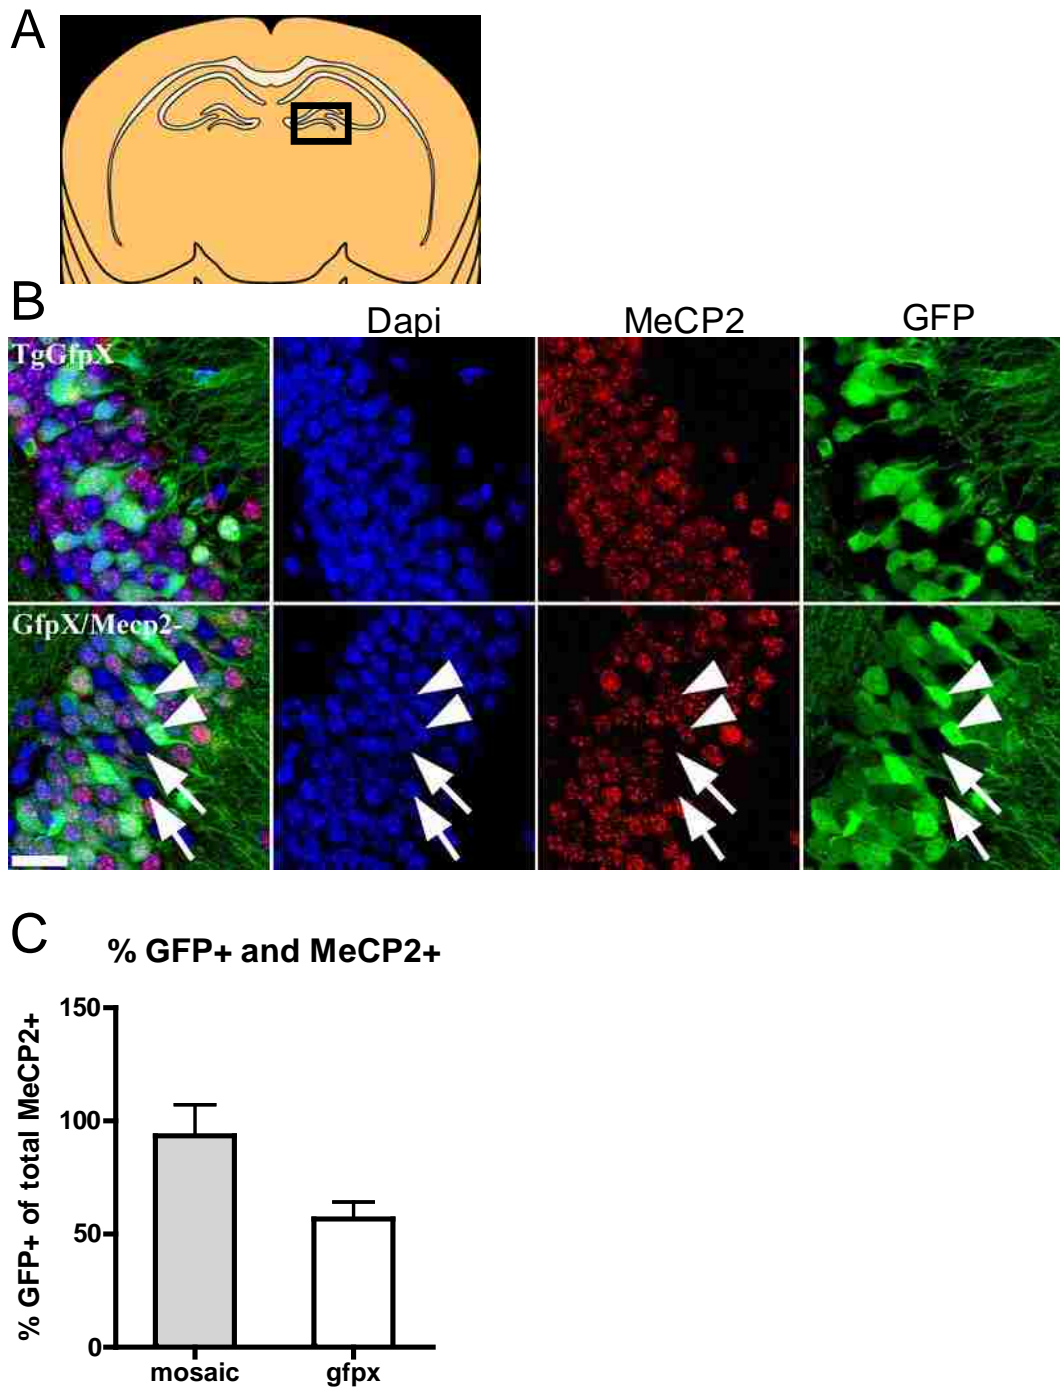 A
B
Dapi MeCP2 GFP
TgGfpX
GfpX/Mecp2-
C
% GFP+ and MeCP2+
% GFP+ of total MeCP2+
150
100
50
0
mosaic gfpx